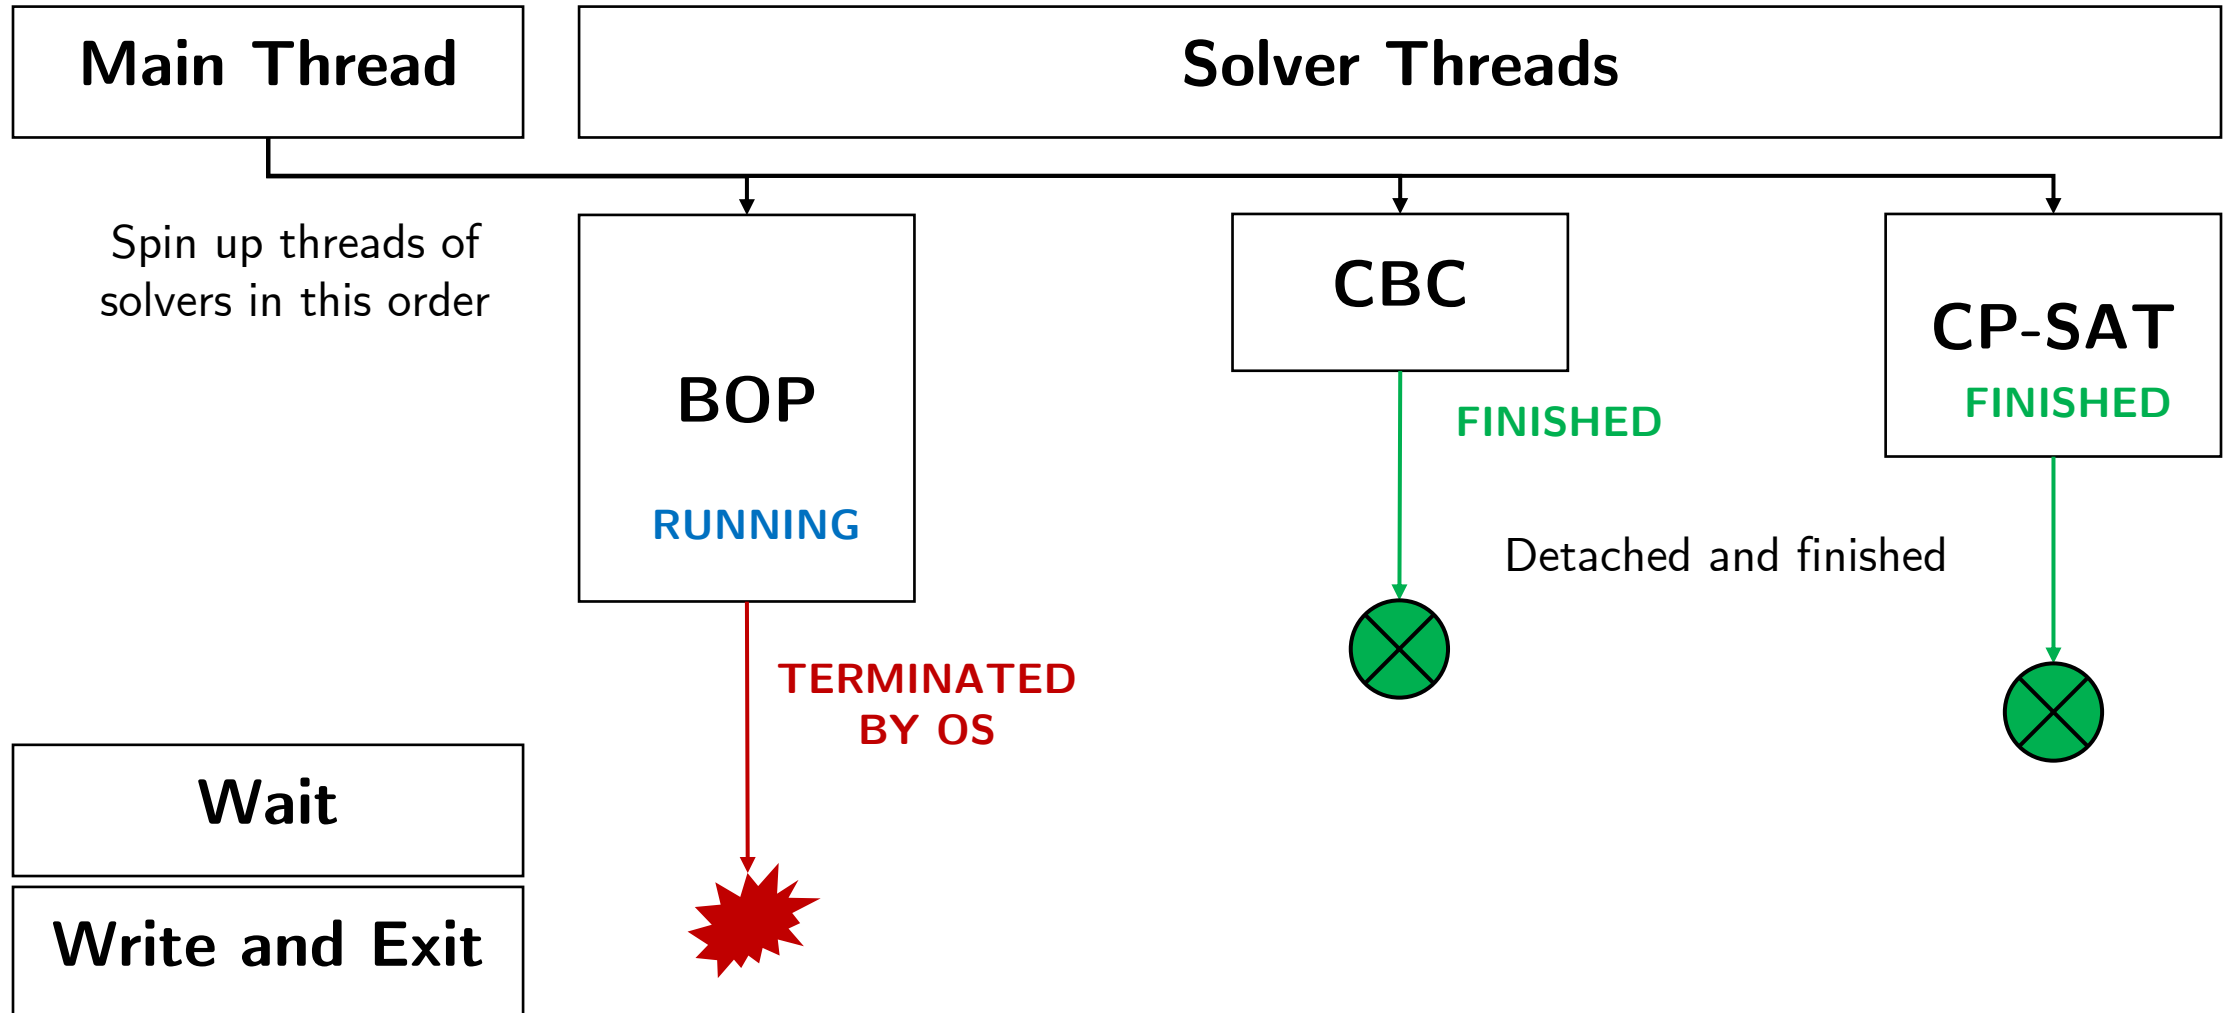 Main Thread
Solver Threads
Spin up threads of
solvers in this order
BOP
RUNNING
TERMINATED
BY OS
CBC
FINISHED
CP-SAT
FINISHED
Detached and finished
Wait
Write and Exit